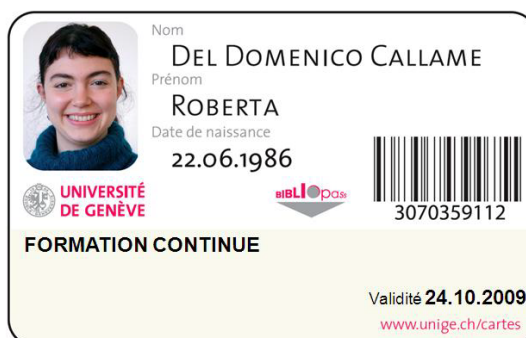 Nom
DEL DOMENICO CALLAME
Prénom
ROBERTA
Date de naissance
22.06.1986
UNIVERSITÉ
DE GENÈVE
BIBLIOpass
3070359112
FORMATION CONTINUE
Validité 24.10.2009
www.unige.ch/cartes